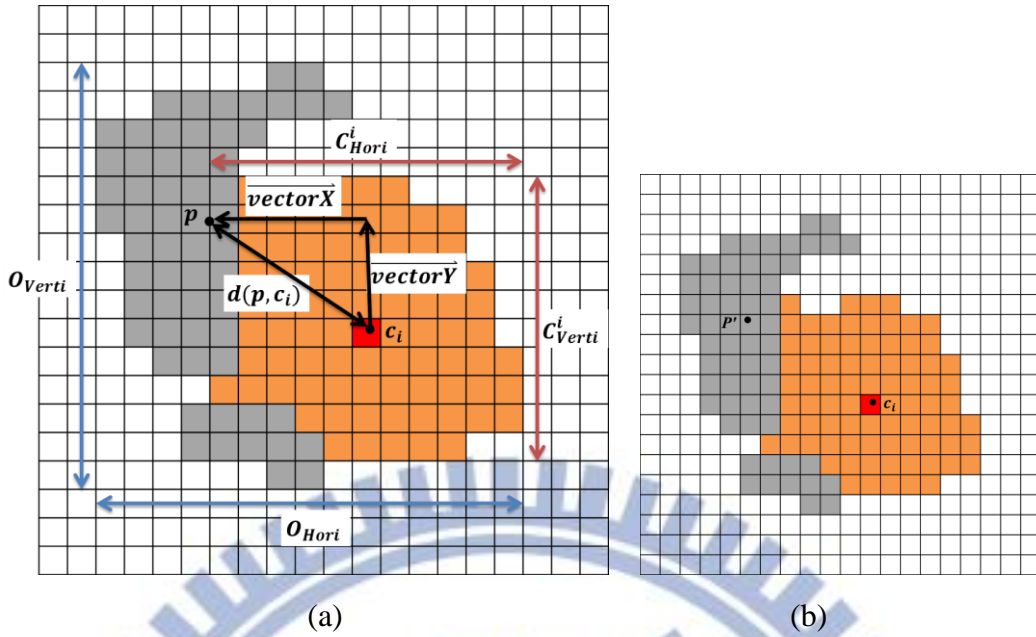 C^i_Hori
vectorX
p
O_Verti
vectorY
d(p, c_i)
c_i
C^i_Verti
O_Hori
(a)
P'
c_i
(b)